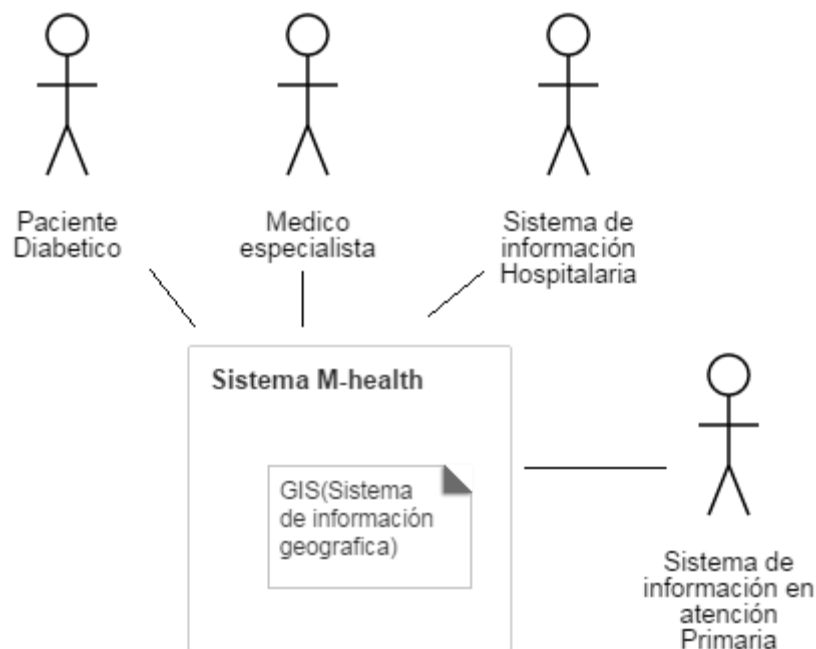 Paciente
Diabetico
Medico
especialista
Sistema de
información
Hospitalaria
Sistema M-health
GIS(Sistema
de información
geografica)
Sistema de
información en
atención
Primaria